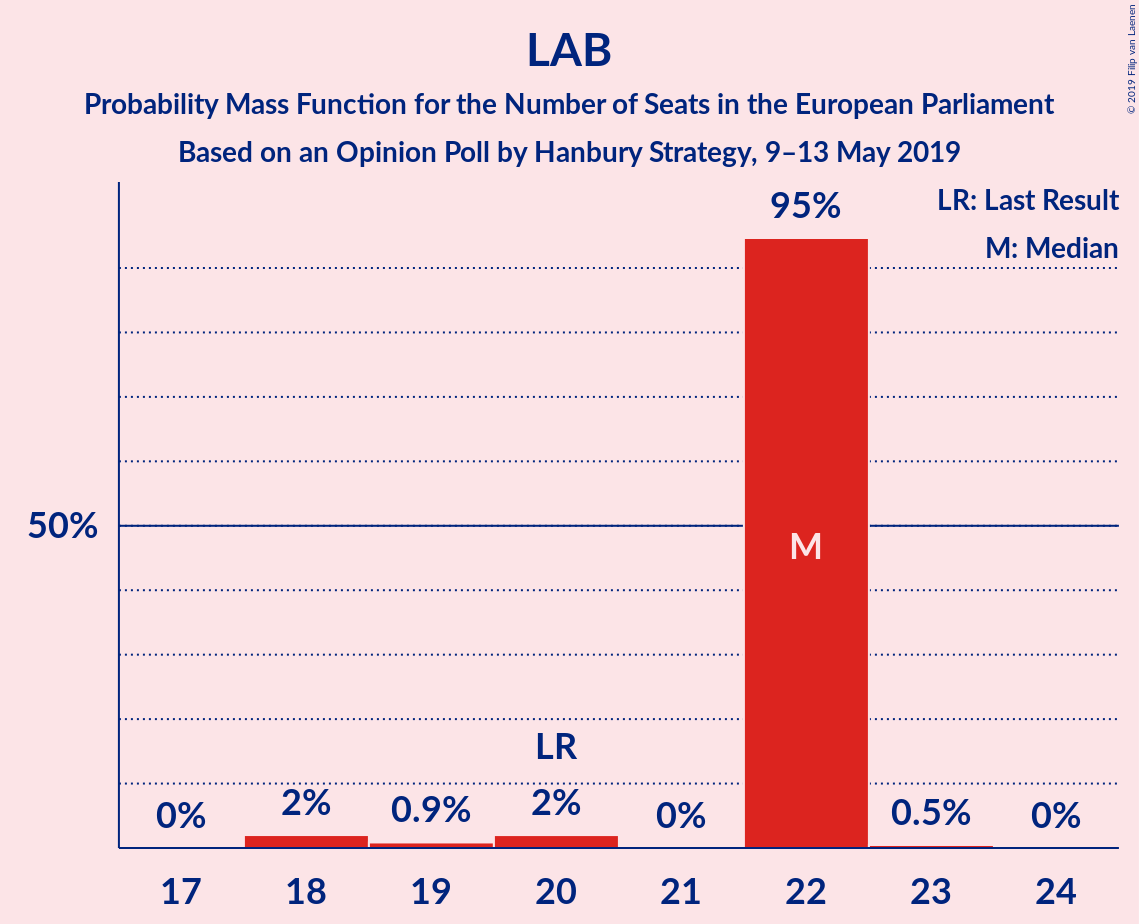 LAB
Probability Mass Function for the Number of Seats in the European Parliament
Based on an Opinion Poll by Hanbury Strategy, 9–13 May 2019
© 2019 Filip van Laenen
LR: Last Result
M: Median
95%
50%
M
LR
0%
2%
0.9%
2%
0%
0.5%
0%
17
18
19
20
21
22
23
24